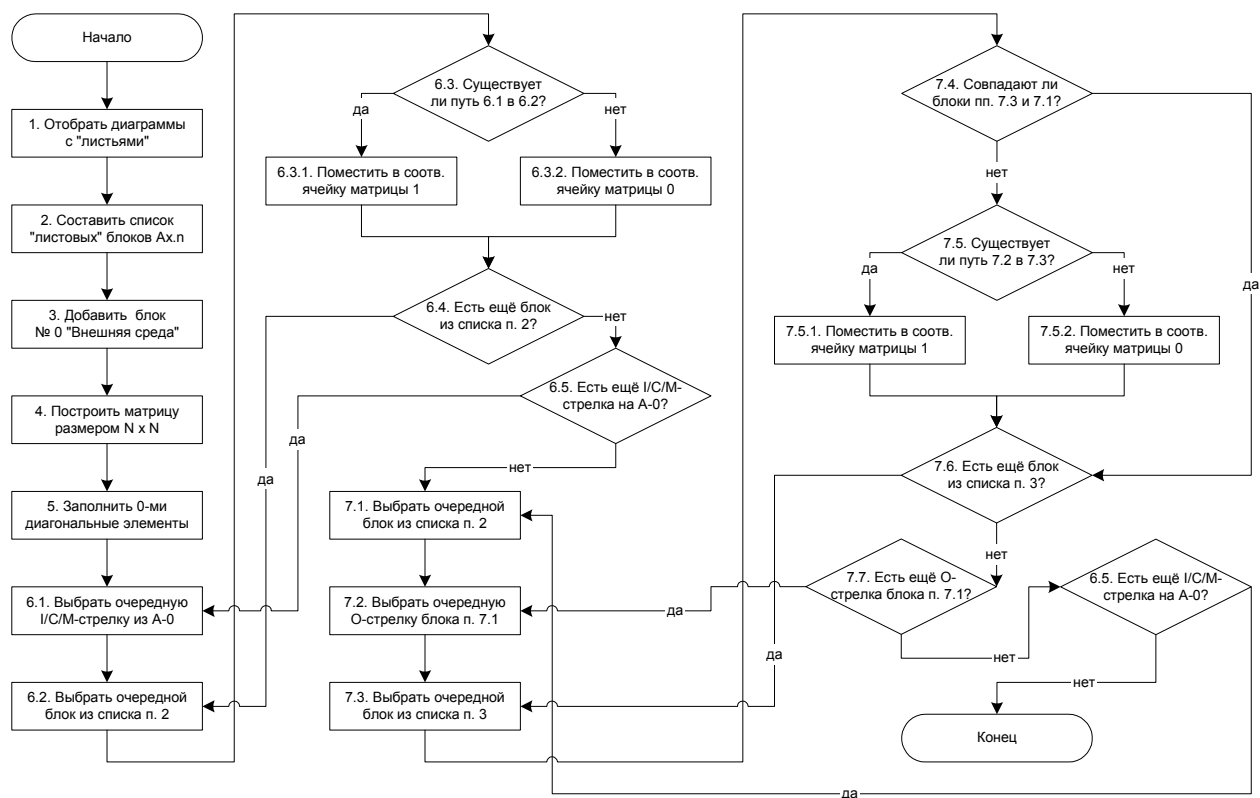 Начало
1. Отобрать диаграммы
с "листьями"
2. Составить список
"листовых" блоков Ax.n
3. Добавить блок
№ 0 "Внешняя среда"
4. Построить матрицу
размером N x N
5. Заполнить 0-ми
диагональные элементы
6.1. Выбрать очередную
I/C/M-стрелку из A-0
6.2. Выбрать очередной
блок из списка п. 2
6.3. Существует
ли путь 6.1 в 6.2?
да
нет
6.3.1. Поместить в соотв.
ячейку матрицы 1
6.3.2. Поместить в соотв.
ячейку матрицы 0
6.4. Есть ещё блок
из списка п. 2?
нет
да
6.5. Есть ещё I/C/M-
стрелка на A-0?
да
нет
7.1. Выбрать очередной
блок из списка п. 2
7.2. Выбрать очередную
O-стрелку блока п. 7.1
7.3. Выбрать очередной
блок из списка п. 3
7.4. Совпадают ли
блоки пп. 7.3 и 7.1?
нет
да
7.5. Существует
ли путь 7.2 в 7.3?
да
нет
7.5.1. Поместить в соотв.
ячейку матрицы 1
7.5.2. Поместить в соотв.
ячейку матрицы 0
7.6. Есть ещё блок
из списка п. 3?
да
нет
7.7. Есть ещё O-
стрелка блока п. 7.1?
да
нет
6.5. Есть ещё I/C/M-
стрелка на A-0?
нет
да
Конец